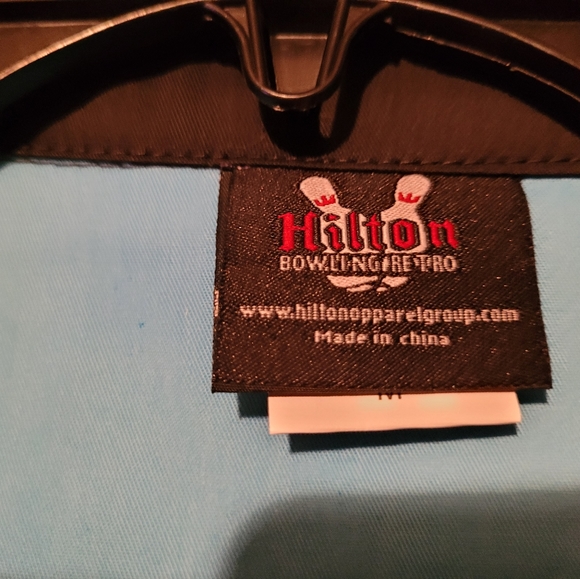 Hilton
BOWLING/RETRO
www.hiltonapparelgroup.com
Made in china
M